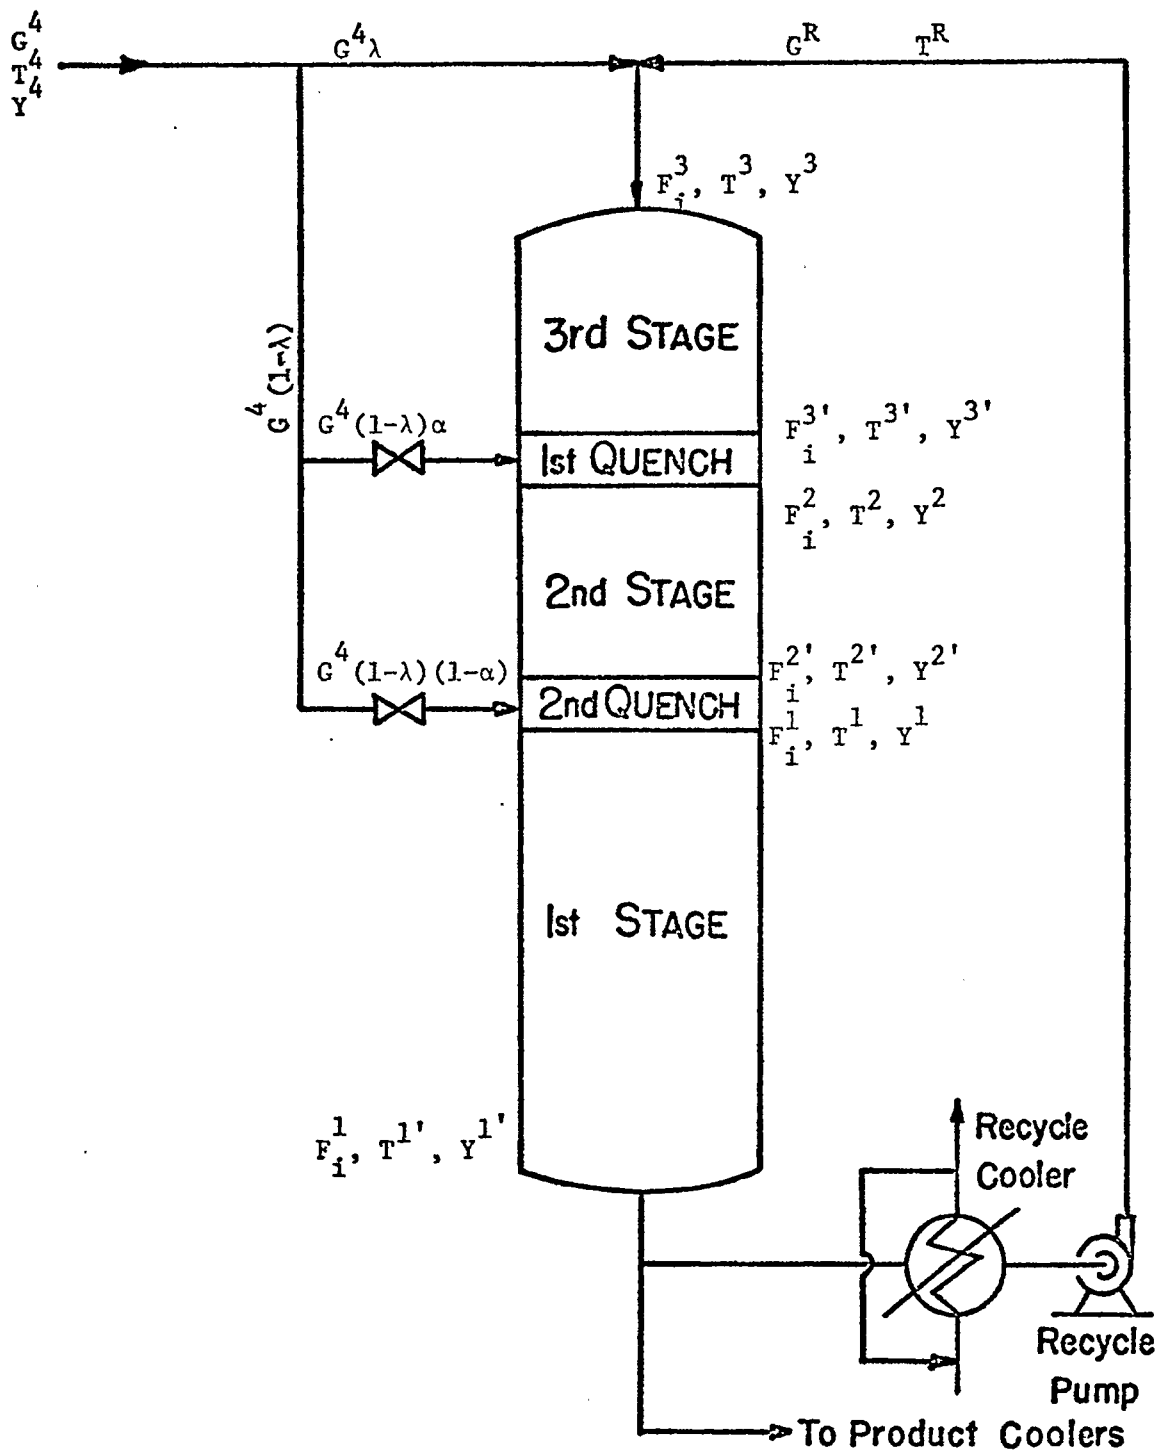 G⁴
T⁴
Y⁴
G⁴λ
Gᴿ Tᴿ
F³ᵢ, T³, Y³
3rd STAGE
G⁴(1-λ)
G⁴(1-λ)α
F³'ᵢ, T³', Y³'
1st QUENCH
F²ᵢ, T², Y²
2nd STAGE
G⁴(1-λ)(1-α)
F²'ᵢ, T²', Y²'
2nd QUENCH
F¹ᵢ, T¹, Y¹
1st STAGE
F¹ᵢ, T¹', Y¹'
Recycle
Cooler
Recycle
Pump
To Product Coolers